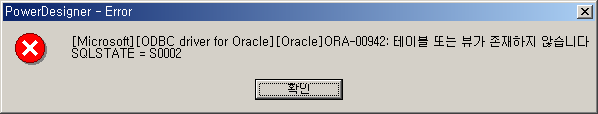 PowerDesigner - Error
[Microsoft][ODBC driver for Oracle][Oracle]ORA-00942: 테이블 또는 뷰가 존재하지 않습니다
SQLSTATE = S0002
확인